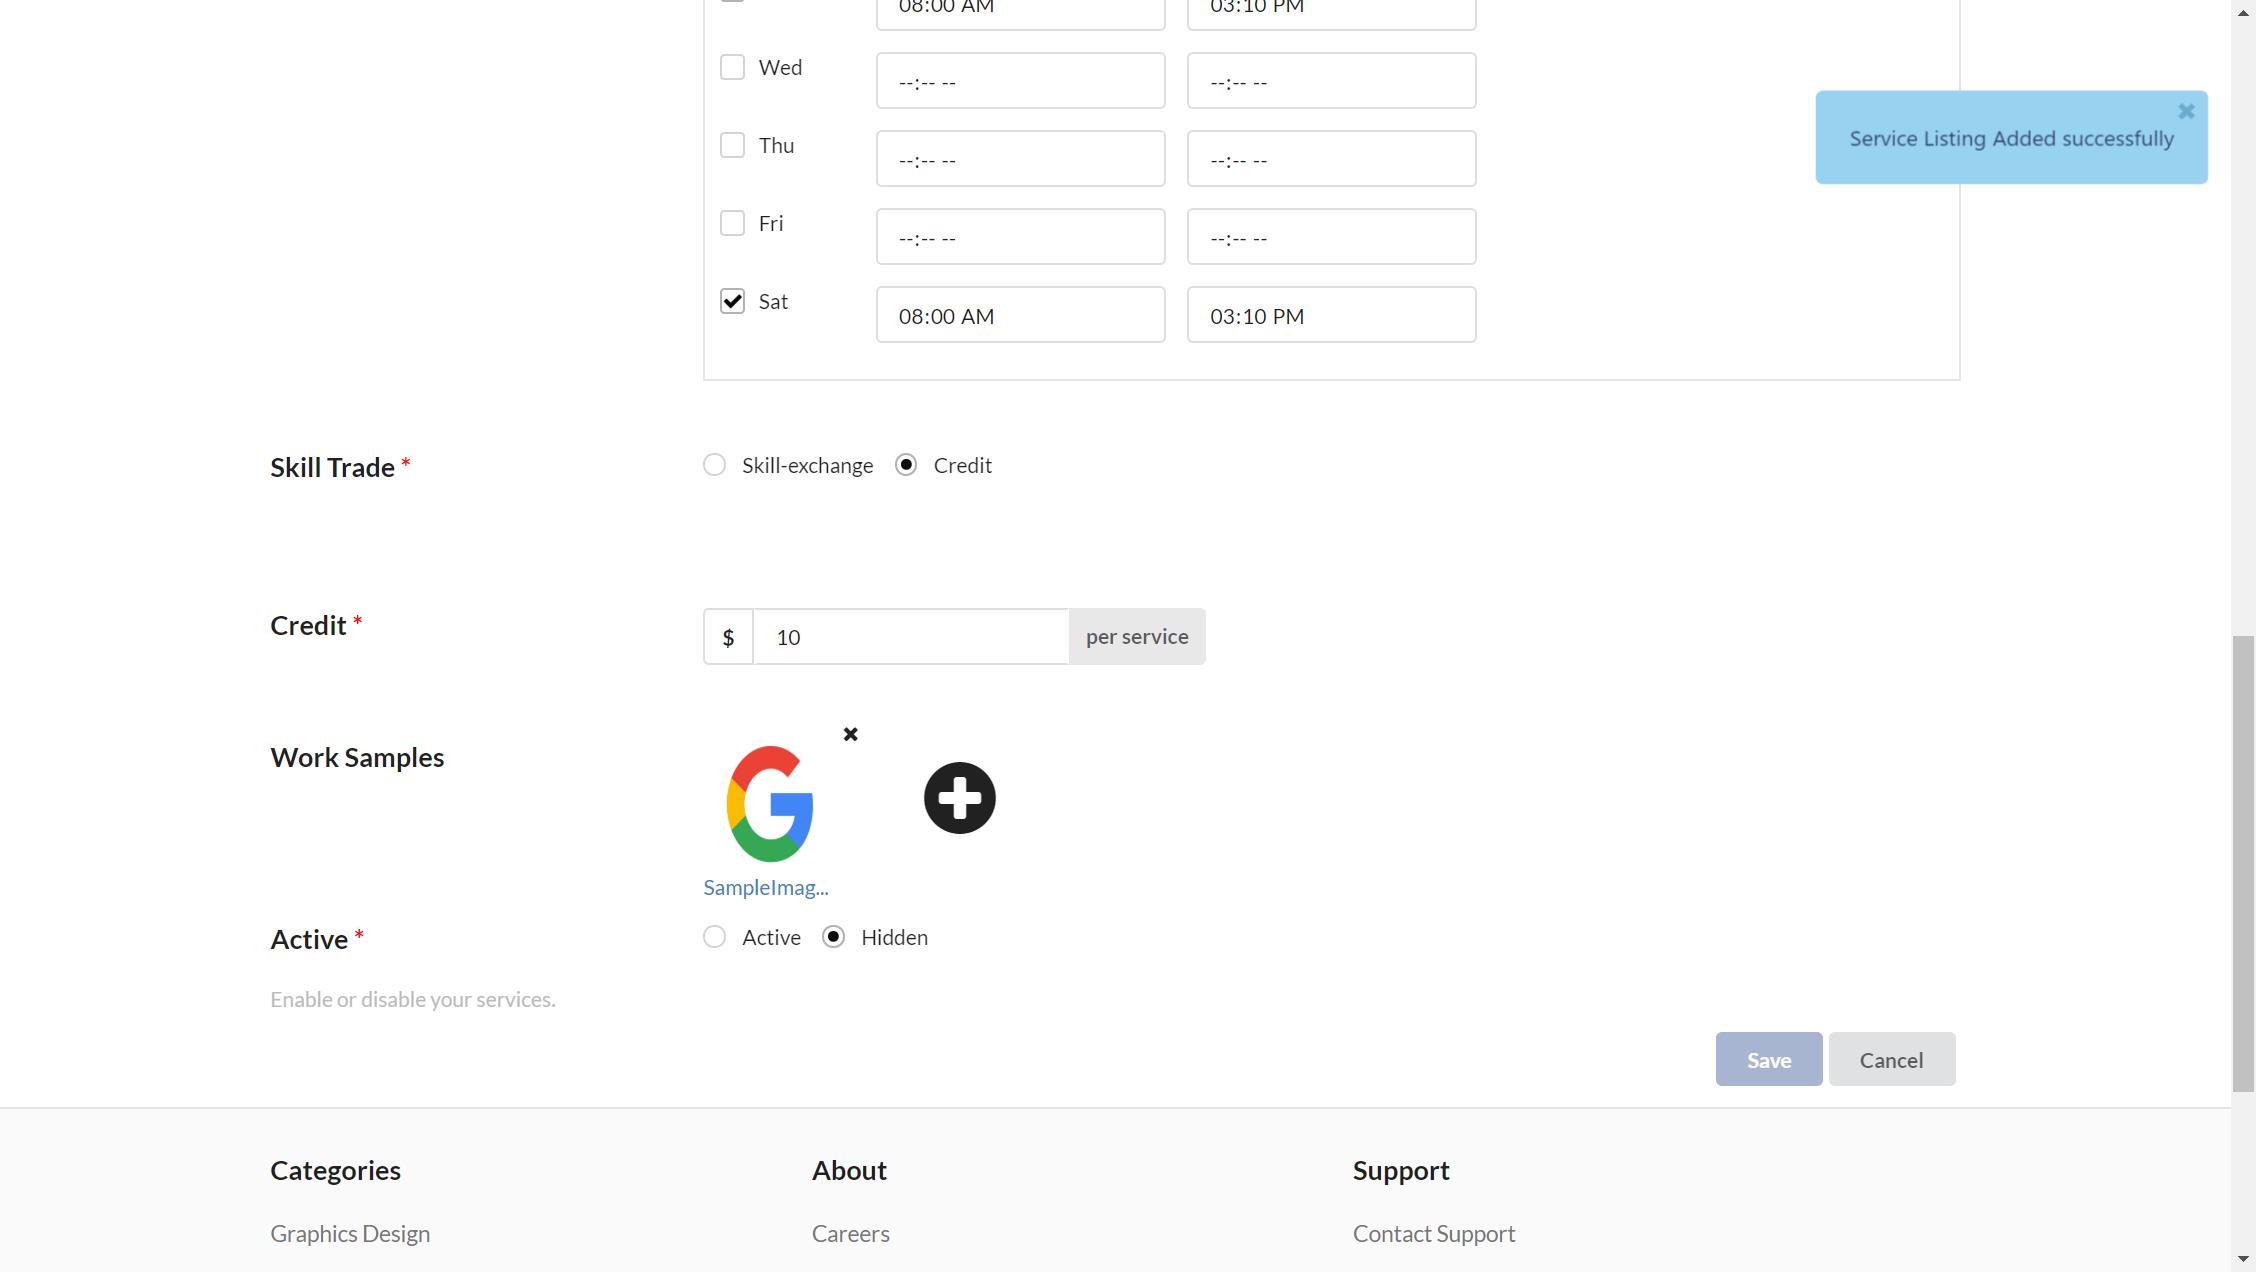 08:00 AM 03:10 PM
Wed --:-- -- --:-- --
Thu --:-- -- --:-- --
Fri --:-- -- --:-- --
Sat 08:00 AM 03:10 PM
Service Listing Added successfully
Skill Trade * Skill-exchange Credit
Credit * $ 10 per service
Work Samples
SampleImag...
Active * Active Hidden
Enable or disable your services.
Save Cancel
Categories About Support
Graphics Design Careers Contact Support